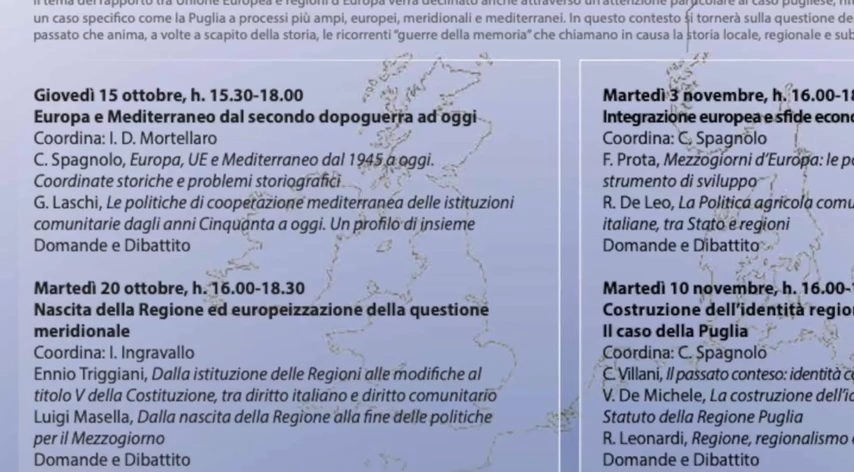 Il tema del rapporto tra Unione Europea e regioni d'Europa verrà declinato anche attraverso un'attenzione particolare al caso pugliese,
un caso specifico come la Puglia a processi più ampi, europei, meridionali e mediterranei. In questo contesto si tornerà sulla questione
passato che anima, a volte a scapito della storia, le ricorrenti "guerre della memoria" che chiamano in causa la storia locale, regionale e
Giovedì 15 ottobre, h. 15.30-18.00
Europa e Mediterraneo dal secondo dopoguerra ad oggi
Coordina: I. D. Mortellaro
C. Spagnolo, Europa, UE e Mediterraneo dal 1945 a oggi.
Coordinate storiche e problemi storiografici
G. Laschi, Le politiche di cooperazione mediterranea delle istituzioni
comunitarie dagli anni Cinquanta a oggi. Un profilo di insieme
Domande e Dibattito
Martedì 20 ottobre, h. 16.00-18.30
Nascita della Regione ed europeizzazione della questione
meridionale
Coordina: I. Ingravallo
Ennio Triggiani, Dalla istituzione delle Regioni alle modifiche al
titolo V della Costituzione, tra diritto italiano e diritto comunitario
Luigi Masella, Dalla nascita della Regione alla fine delle politiche
per il Mezzogiorno
Domande e Dibattito
Martedì 3 novembre, h. 16.00-18
Integrazione europea e sfide econo
Coordina: C. Spagnolo
F. Prota, Mezzogiorni d'Europa: le po
strumento di sviluppo
R. De Leo, La Politica agricola comu
italiane, tra Stato e regioni
Domande e Dibattito
Martedì 10 novembre, h. 16.00-
Costruzione dell'identità regio
Il caso della Puglia
Coordina: C. Spagnolo
C. Villani, Il passato conteso: identità c
V. De Michele, La costruzione dell'i
Statuto della Regione Puglia
R. Leonardi, Regione, regionalismo
Domande e Dibattito